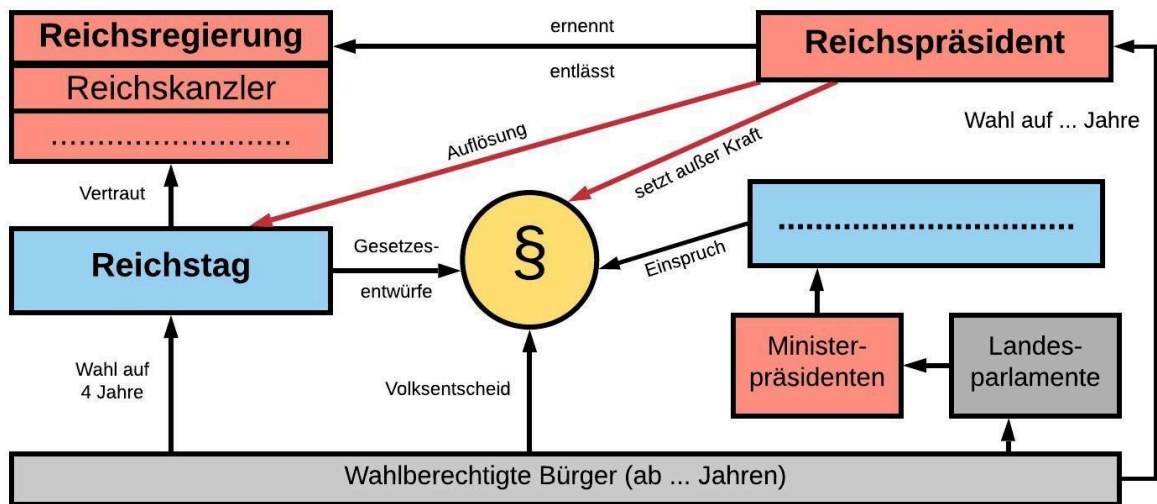 Reichsregierung
Reichskanzler
..........................
ernennt
entlässt
Reichspräsident
Wahl auf ... Jahre
Auflösung
setzt außer Kraft
Vertraut
Reichstag
Gesetzes-
entwürfe
§
Einspruch
................................
Wahl auf
4 Jahre
Volksentscheid
Minister-
präsidenten
Landes-
parlamente
Wahlberechtigte Bürger (ab ... Jahren)